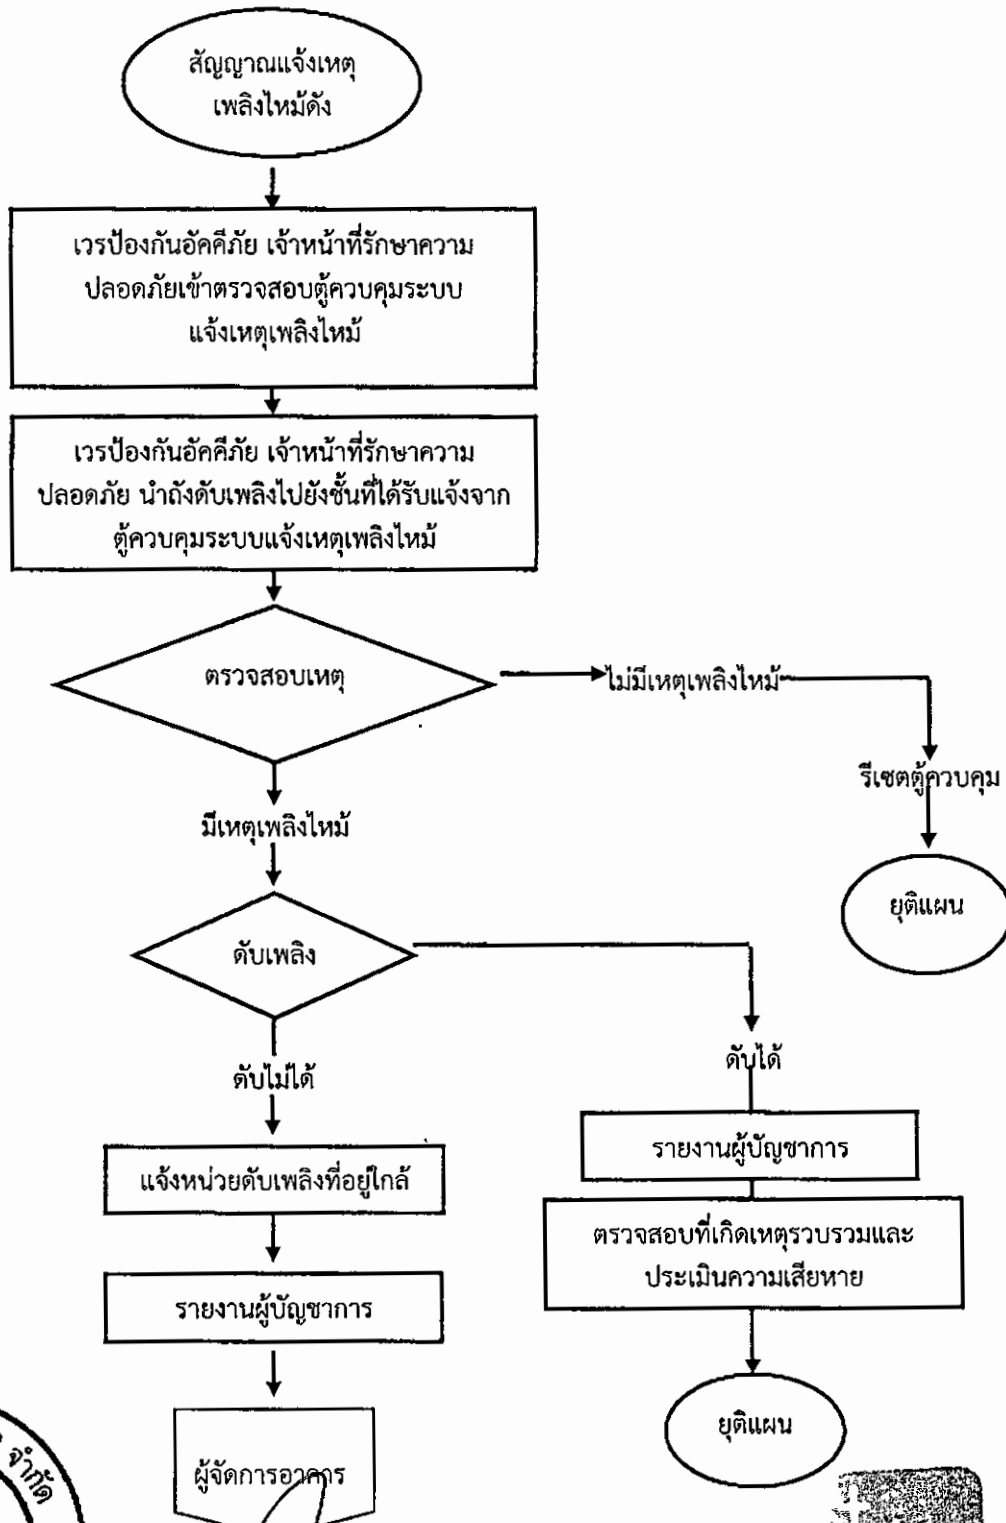 สัญญาณแจ้งเหตุ
เพลิงไหม้ดัง
เวรป้องกันอัคคีภัย เจ้าหน้าที่รักษาความ
ปลอดภัยเข้าตรวจสอบตู้ควบคุมระบบ
แจ้งเหตุเพลิงไหม้
เวรป้องกันอัคคีภัย เจ้าหน้าที่รักษาความ
ปลอดภัย นำถังดับเพลิงไปยังชั้นที่ได้รับแจ้งจาก
ตู้ควบคุมระบบแจ้งเหตุเพลิงไหม้
ตรวจสอบเหตุ
ไม่มีเหตุเพลิงไหม้
รีเซตตู้ควบคุม
ยุติแผน
มีเหตุเพลิงไหม้
ดับเพลิง
ดับได้
ดับไม่ได้
รายงานผู้บัญชาการ
แจ้งหน่วยดับเพลิงที่อยู่ใกล้
ตรวจสอบที่เกิดเหตุรวบรวมและ
ประเมินความเสียหาย
รายงานผู้บัญชาการ
ยุติแผน
ผู้จัดการอาคาร
จำกัด